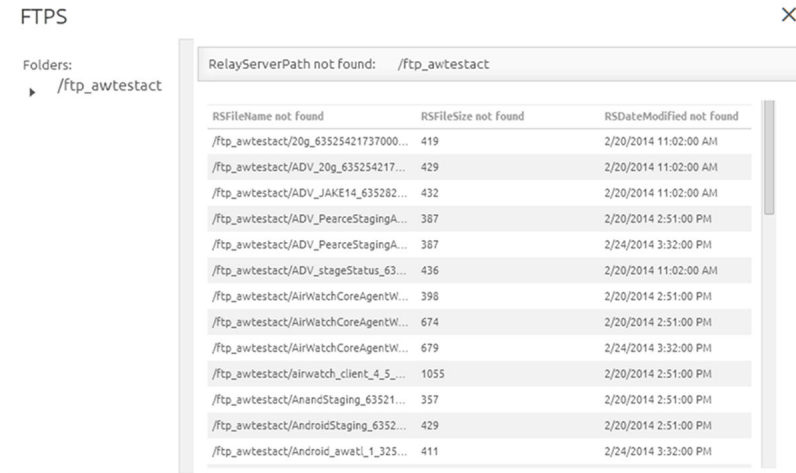 FTPS
Folders:
/ftp_awtestact
RelayServerPath not found: /ftp_awtestact
RSFileName not found RSFileSize not found RSDateModified not found
/ftp_awtestact/20g_63525421737000... 419 2/20/2014 11:02:00 AM
/ftp_awtestact/ADV_20g_635254217... 429 2/20/2014 11:02:00 AM
/ftp_awtestact/ADV_JAKE14_635282... 432 2/20/2014 11:02:00 AM
/ftp_awtestact/ADV_PearceStagingA... 387 2/20/2014 2:51:00 PM
/ftp_awtestact/ADV_PearceStagingA... 387 2/24/2014 3:32:00 PM
/ftp_awtestact/ADV_stageStatus_63... 436 2/20/2014 11:02:00 AM
/ftp_awtestact/AirWatchCoreAgentW... 398 2/20/2014 2:51:00 PM
/ftp_awtestact/AirWatchCoreAgentW... 674 2/20/2014 2:51:00 PM
/ftp_awtestact/AirWatchCoreAgentW... 679 2/24/2014 3:32:00 PM
/ftp_awtestact/airwatch_client_4_5_... 1055 2/20/2014 2:51:00 PM
/ftp_awtestact/AnandStaging_63521... 357 2/20/2014 2:51:00 PM
/ftp_awtestact/AndroidStaging_6352... 429 2/20/2014 2:51:00 PM
/ftp_awtestact/Android_awatl_1_325... 411 2/24/2014 3:32:00 PM